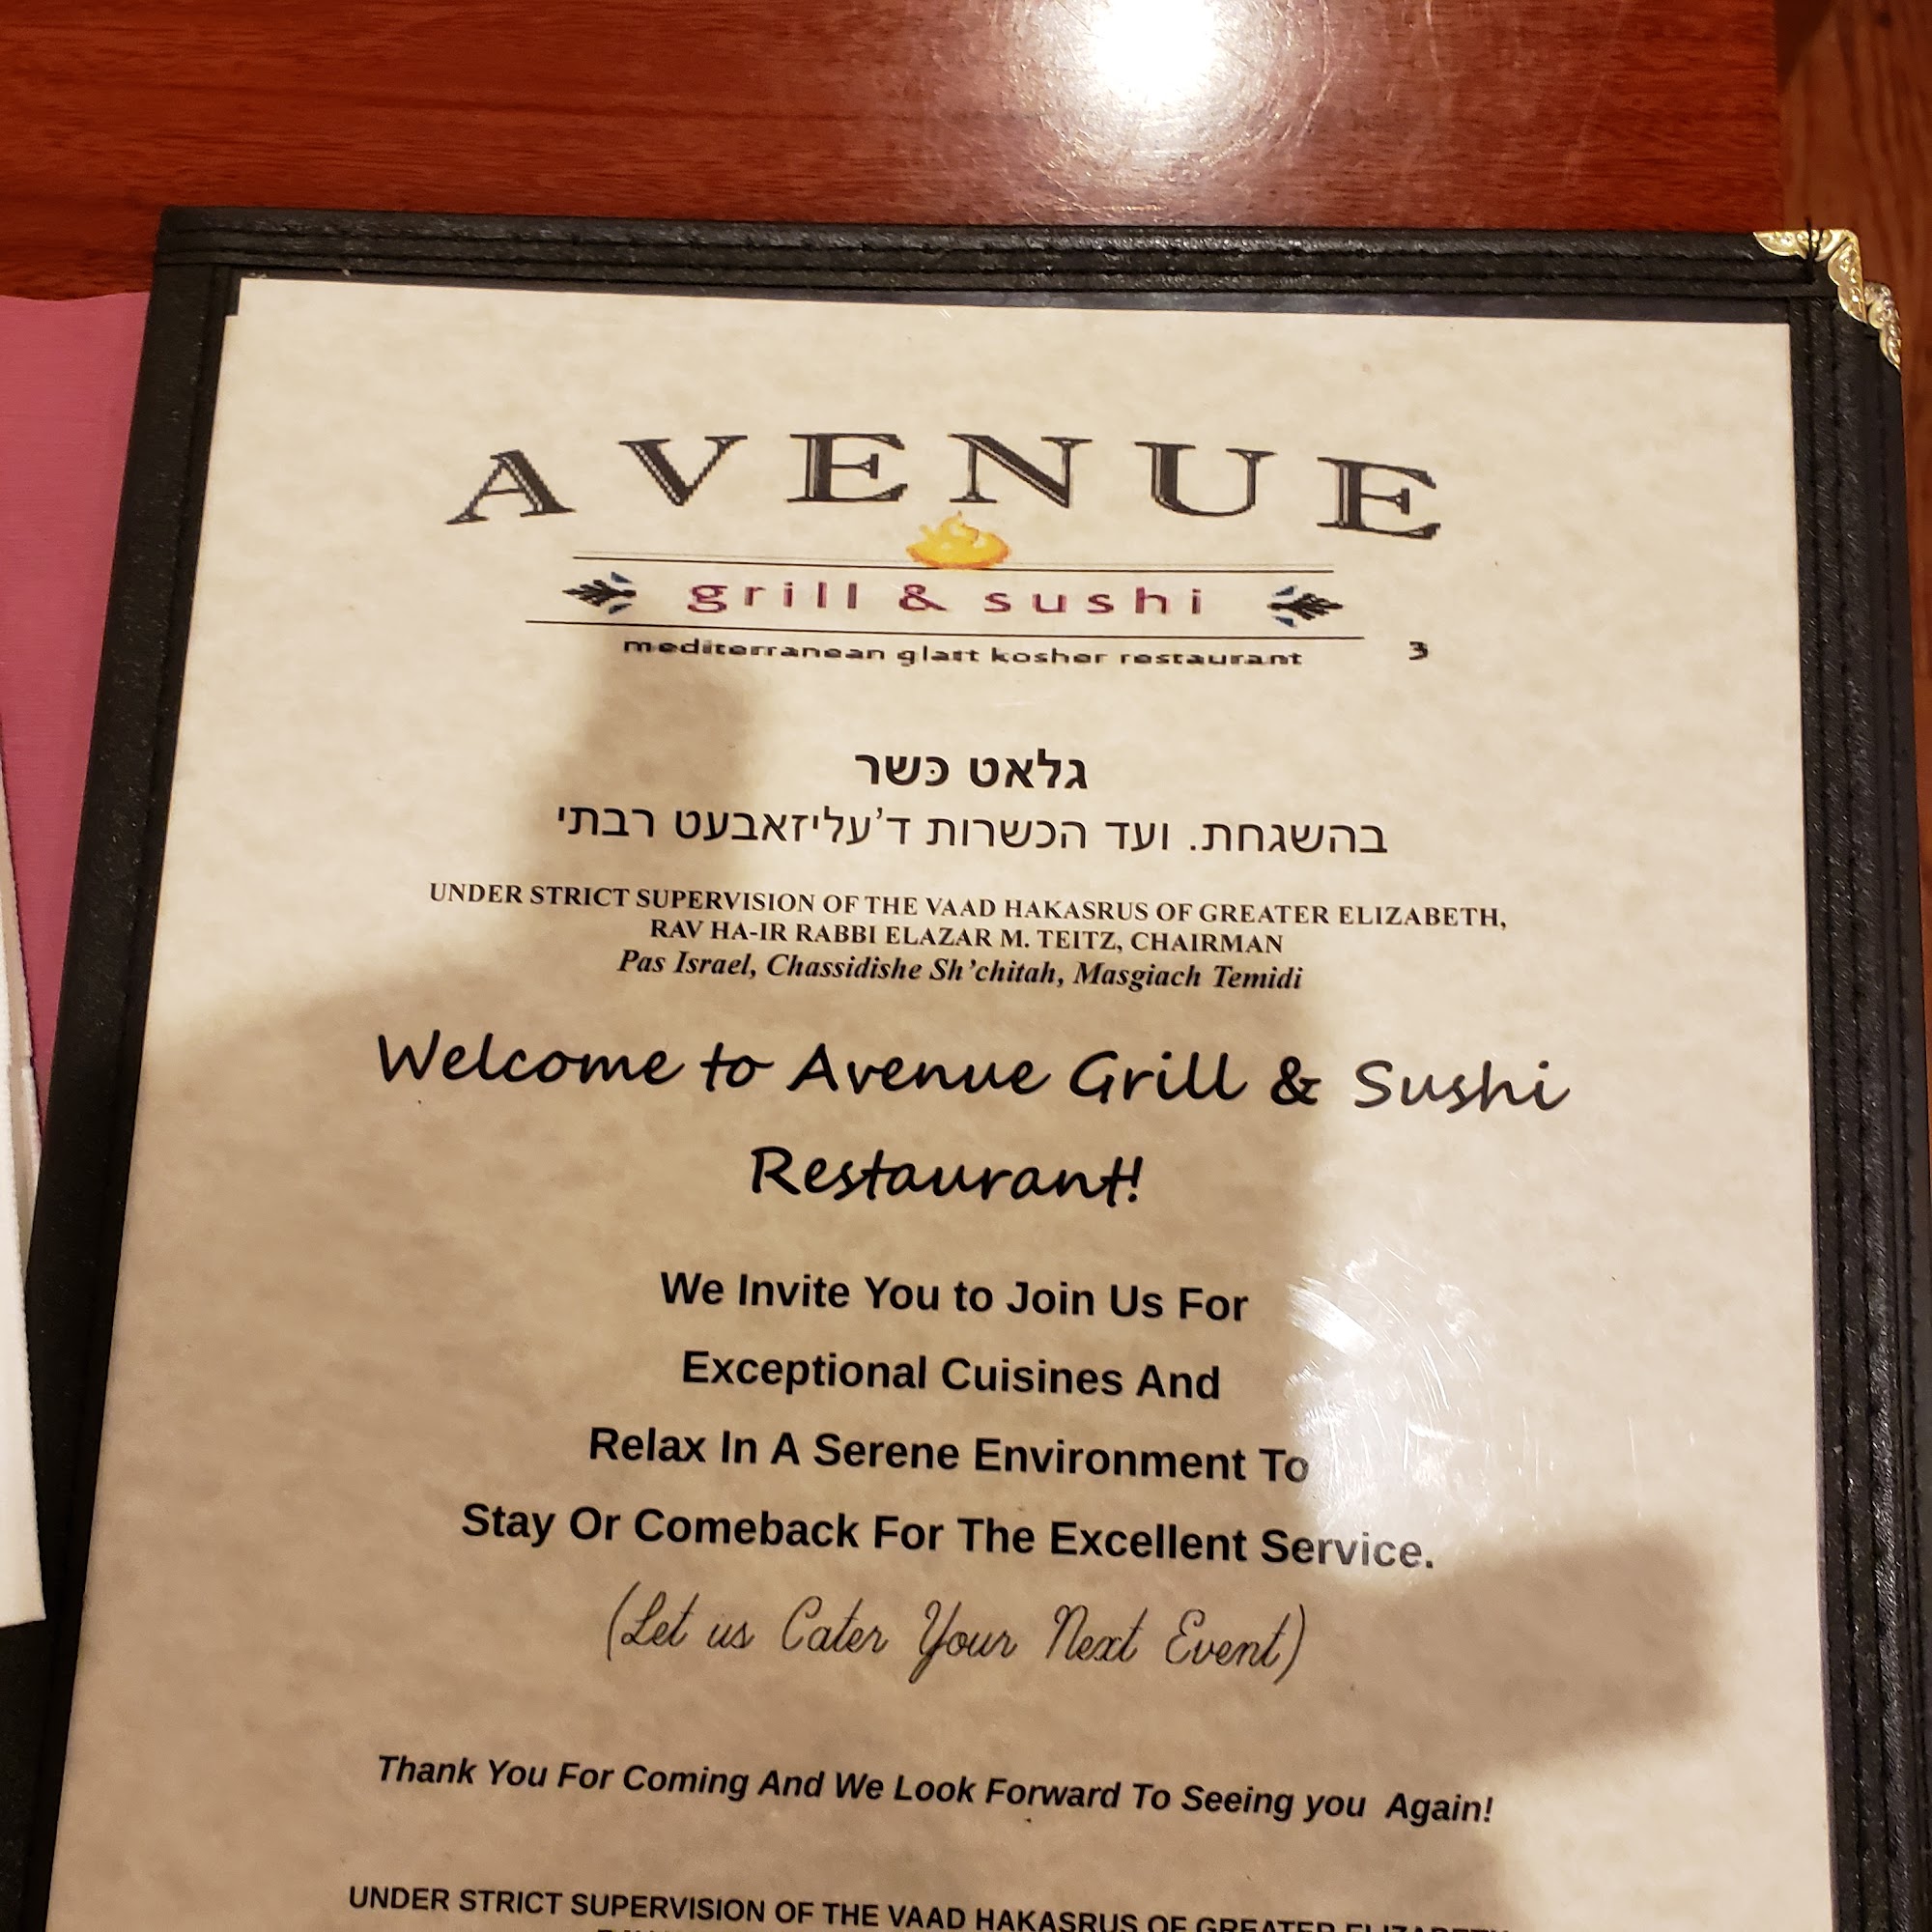 AVENUE
grill & sushi
mediterranean glatt kosher restaurant 3
גלאט כשר
בהשגחת. ועד הכשרות ד'עליזאבעט רבתי
UNDER STRICT SUPERVISION OF THE VAAD HAKASRUS OF GREATER ELIZABETH,
RAV HA-IR RABBI ELAZAR M. TEITZ, CHAIRMAN
Pas Israel, Chassidishe Sh'chitah, Masgiach Temidi
Welcome to Avenue Grill & Sushi
Restaurant!
We Invite You to Join Us For
Exceptional Cuisines And
Relax In A Serene Environment To
Stay Or Comeback For The Excellent Service.
(Let us Cater Your Next Event)
Thank You For Coming And We Look Forward To Seeing you Again!
UNDER STRICT SUPERVISION OF THE VAAD HAKASRUS OF GREATER ELIZABETH